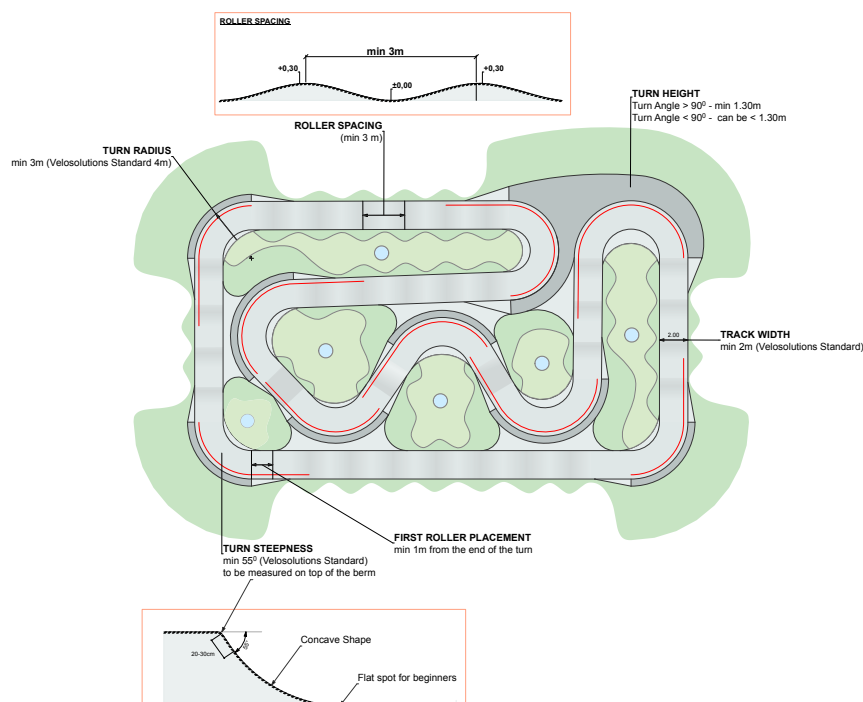 ROLLER SPACING
min 3m
+0,30
+0,30
±0,00
TURN HEIGHT
Turn Angle > 90⁰ - min 1.30m
Turn Angle < 90⁰ - can be < 1.30m
ROLLER SPACING
(min 3 m)
TURN RADIUS
min 3m (Velosolutions Standard 4m)
2.00
TRACK WIDTH
min 2m (Velosolutions Standard)
FIRST ROLLER PLACEMENT
min 1m from the end of the turn
TURN STEEPNESS
min 55⁰ (Velosolutions Standard)
to be measured on top of the berm
20-30cm
55°
Concave Shape
Flat spot for beginners